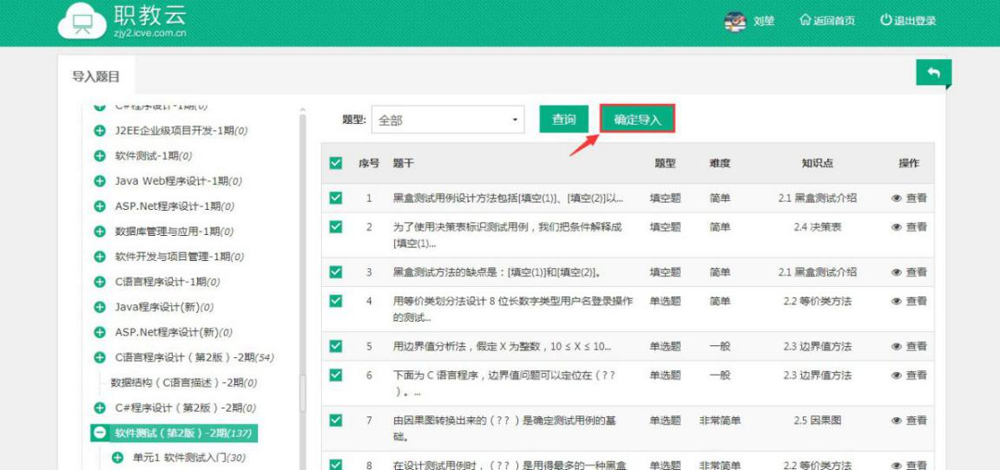 职教云
zjy2.icve.com.cn
刘堃 返回首页 退出登录
导入题目
C#程序设计-1期(0)
J2EE企业级项目开发-1期(0)
软件测试-1期(0)
Java Web程序设计-1期(0)
ASP.Net程序设计-1期(0)
数据库管理与应用-1期(0)
软件开发与项目管理-1期(0)
C语言程序设计-1期(0)
Java程序设计(新)(0)
ASP.Net程序设计(新)(0)
C语言程序设计（第2版）-2期(54)
数据结构（C语言描述）-2期(0)
C#程序设计（第2版）-2期(0)
软件测试（第2版）-2期(137)
单元1 软件测试入门(30)
题型: 全部 查询 确定导入
序号 题干 题型 难度 知识点 操作
1 黑盒测试用例设计方法包括[填空(1)]、[填空(2)]以... 填空题 简单 2.1 黑盒测试介绍 查看
2 为了使用决策表标识测试用例，我们把条件解释成 填空题 简单 2.4 决策表 查看
[填空(1)...
3 黑盒测试方法的缺点是：[填空(1)]和[填空(2)]。 填空题 简单 2.1 黑盒测试介绍 查看
4 用等价类划分法设计 8 位长数字类型用户名登录操作 单选题 简单 2.2 等价类方法 查看
的测试...
5 用边界值分析法，假定 X 为整数，10 ≤ X ≤ 10... 单选题 一般 2.3 边界值方法 查看
6 下面为 C 语言程序，边界值问题可以定位在（? ? 单选题 一般 2.3 边界值方法 查看
）。...
7 由因果图转换出来的（? ? ）是确定测试用例的基 单选题 非常简单 2.5 因果图 查看
础。
8 在设计测试用例时，（? ? ）是用得最多的一种黑盒 单选题 非常简单 2.2 等价类方法 查看